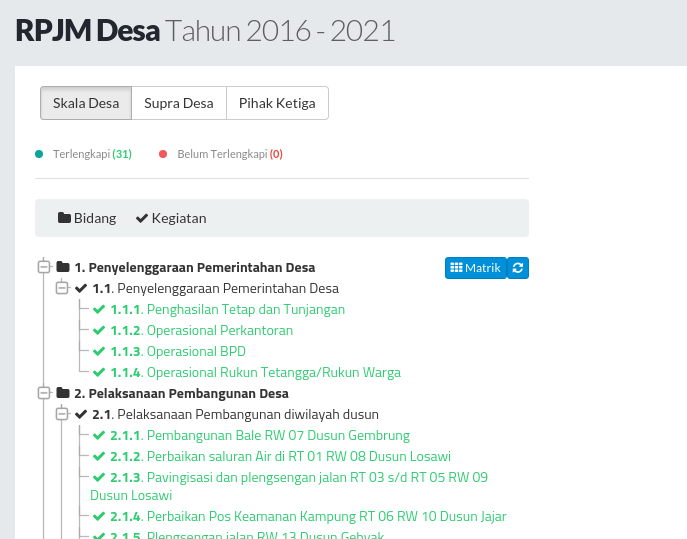 RPJM Desa Tahun 2016 - 2021
Skala Desa Supra Desa Pihak Ketiga
Terlengkapi (31) Belum Terlengkapi (0)
Bidang Kegiatan
1. Penyelenggaraan Pemerintahan Desa Matrik
1.1. Penyelenggaraan Pemerintahan Desa
1.1.1. Penghasilan Tetap dan Tunjangan
1.1.2. Operasional Perkantoran
1.1.3. Operasional BPD
1.1.4. Operasional Rukun Tetangga/Rukun Warga
2. Pelaksanaan Pembangunan Desa
2.1. Pelaksanaan Pembangunan diwilayah dusun
2.1.1. Pembangunan Bale RW 07 Dusun Gembrung
2.1.2. Perbaikan saluran Air di RT 01 RW 08 Dusun Losawi
2.1.3. Pavingisasi dan plengsengan jalan RT 03 s/d RT 05 RW 09
Dusun Losawi
2.1.4. Perbaikan Pos Keamanan Kampung RT 06 RW 10 Dusun Jajar
2.1.5. Plengsengan jalan RW 13 Dusun Gebyak